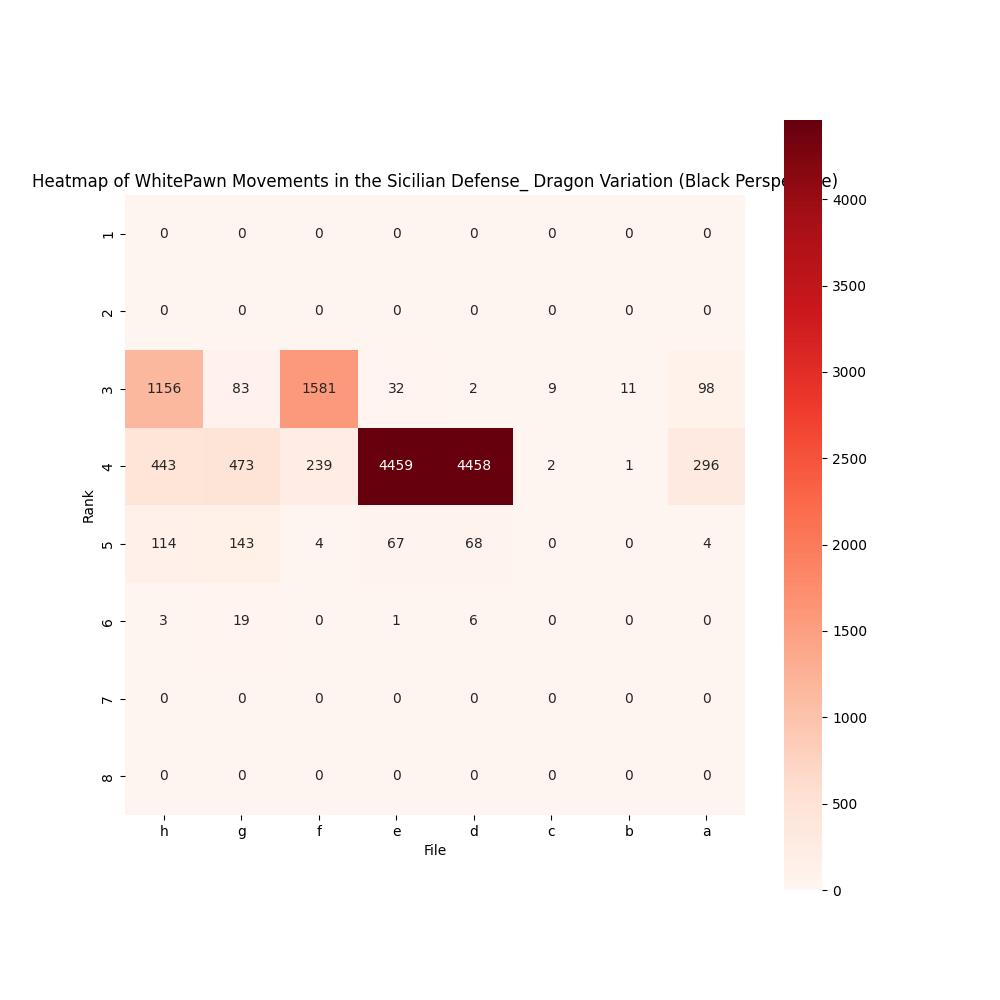 Heatmap of WhitePawn Movements in the Sicilian Defense_ Dragon Variation (Black Perspe e)
4000
3500
3000
2500
2000
1500
1000
500
0
Rank
1 0 0 0 0 0 0 0 0
2 0 0 0 0 0 0 0 0
3 1156 83 1581 32 2 9 11 98
4 443 473 239 4459 4458 2 1 296
5 114 143 4 67 68 0 0 4
6 3 19 0 1 6 0 0 0
7 0 0 0 0 0 0 0 0
8 0 0 0 0 0 0 0 0
h g f e d c b a
File